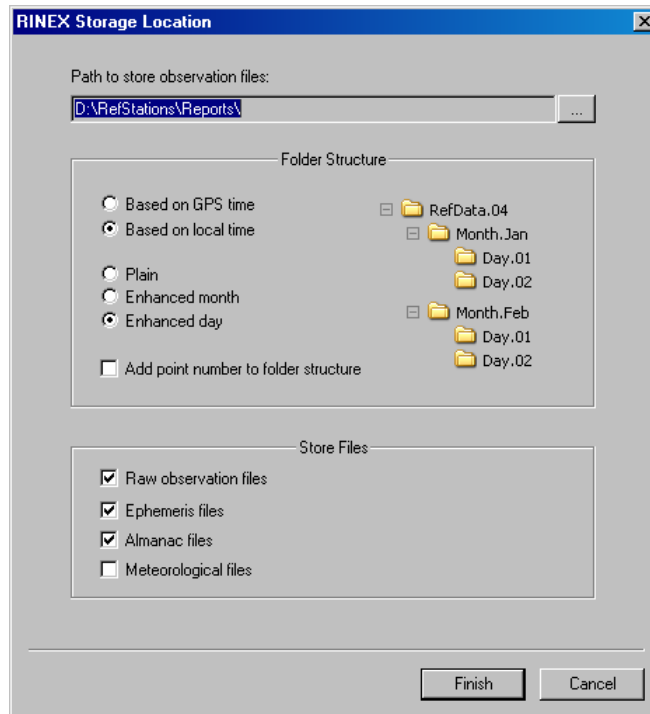 RINEX Storage Location
Path to store observation files:
D:\RefStations\Reports\
...
Folder Structure
Based on GPS time
Based on local time
Plain
Enhanced month
Enhanced day
Add point number to folder structure
RefData.04
Month.Jan
Day.01
Day.02
Month.Feb
Day.01
Day.02
Store Files
Raw observation files
Ephemeris files
Almanac files
Meteorological files
Finish
Cancel